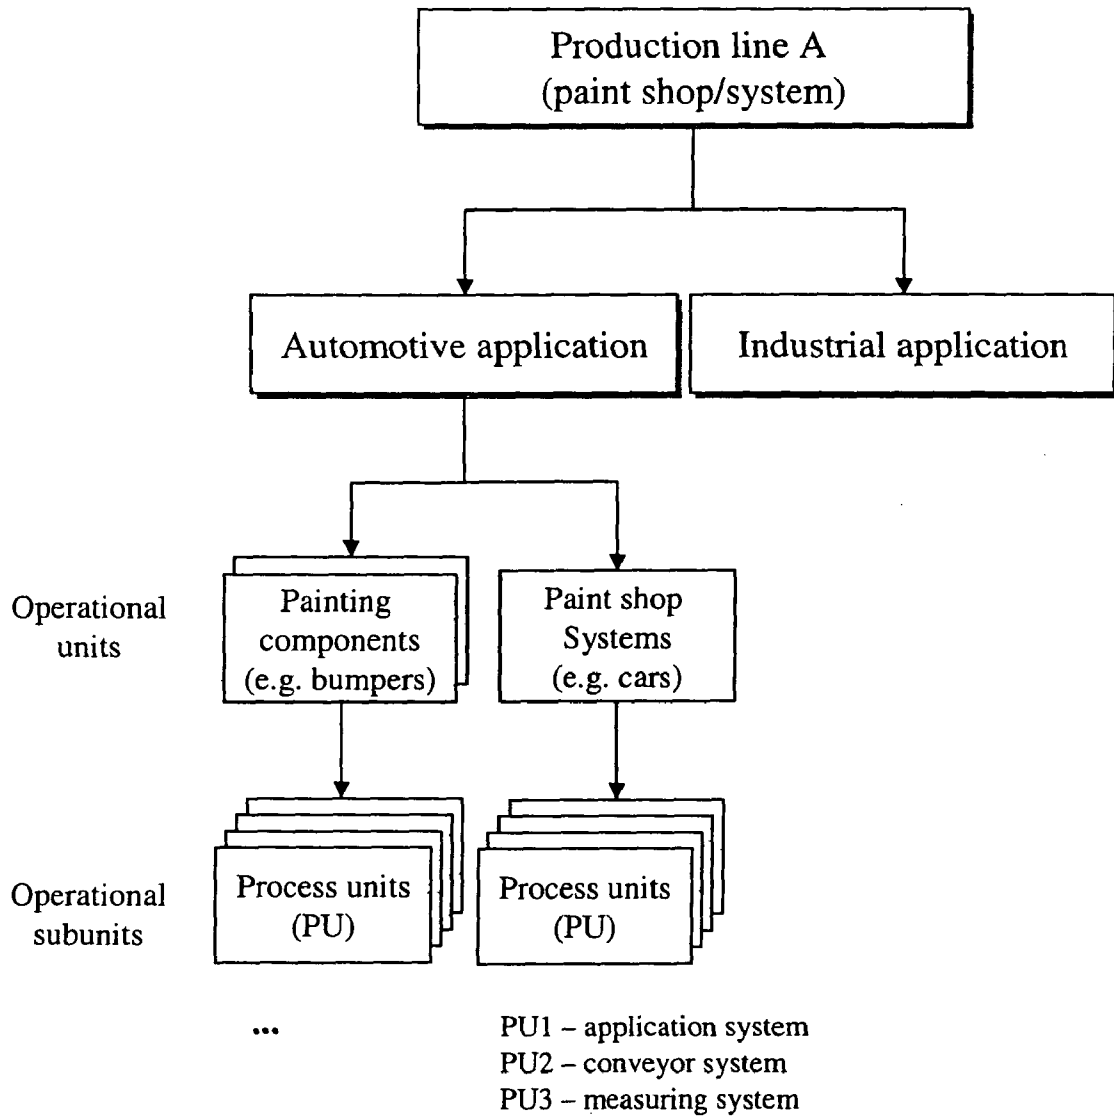 Production line A
(paint shop/system)
Automotive application
Industrial application
Operational
units
Painting
components
(e.g. bumpers)
Paint shop
Systems
(e.g. cars)
Operational
subunits
Process units
(PU)
Process units
(PU)
...
PU1 – application system
PU2 – conveyor system
PU3 – measuring system